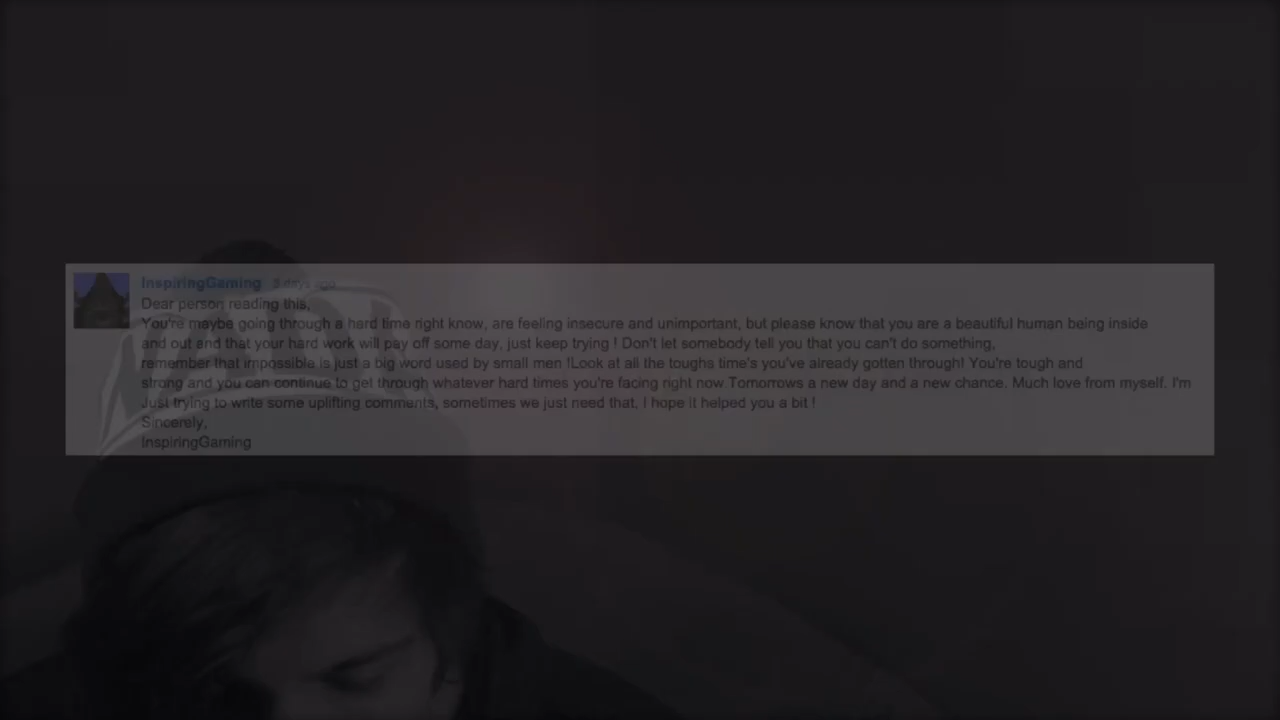 InspiringGaming 5 days ago
Dear person reading this,
You're maybe going through a hard time right know, are feeling insecure and unimportant, but please know that you are a beautiful human being inside
and out and that your hard work will pay off some day, just keep trying ! Don't let somebody tell you that you can't do something,
remember that impossible is just a big word used by small men !Look at all the toughs time's you've already gotten through! You're tough and
strong and you can continue to get through whatever hard times you're facing right now.Tomorrows a new day and a new chance. Much love from myself. I'm
Just trying to write some uplifting comments, sometimes we just need that, I hope it helped you a bit !
Sincerely,
InspiringGaming